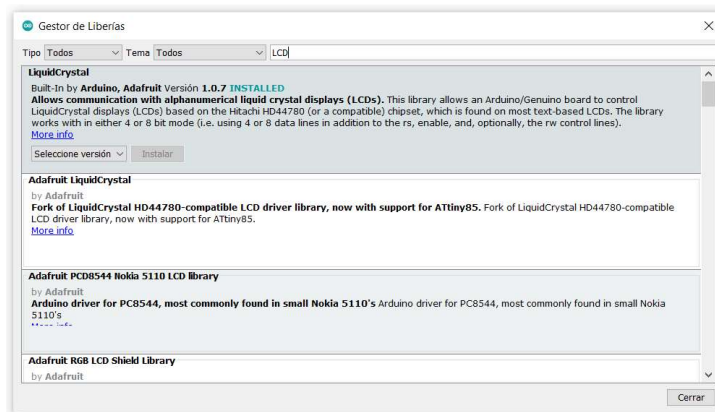 Gestor de Liberías
Tipo Todos Tema Todos LCD
LiquidCrystal
Built-In by Arduino, Adafruit Versión 1.0.7 INSTALLED
Allows communication with alphanumerical liquid crystal displays (LCDs). This library allows an Arduino/Genuino board to control
LiquidCrystal displays (LCDs) based on the Hitachi HD44780 (or a compatible) chipset, which is found on most text-based LCDs. The library
works with in either 4 or 8 bit mode (i.e. using 4 or 8 data lines in addition to the rs, enable, and, optionally, the rw control lines).
More info
Seleccione versión Instalar
Adafruit LiquidCrystal
by Adafruit
Fork of LiquidCrystal HD44780-compatible LCD driver library, now with support for ATtiny85. Fork of LiquidCrystal HD44780-compatible
LCD driver library, now with support for ATtiny85.
More info
Adafruit PCD8544 Nokia 5110 LCD library
by Adafruit
Arduino driver for PC8544, most commonly found in small Nokia 5110's Arduino driver for PC8544, most commonly found in small Nokia
5110's
More info
Adafruit RGB LCD Shield Library
by Adafruit
Cerrar